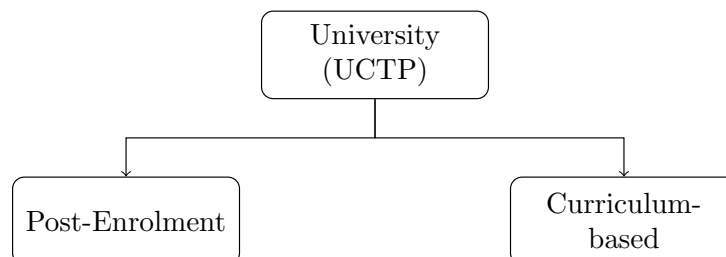 University
(UCTP)
Post-Enrolment
Curriculum-
based